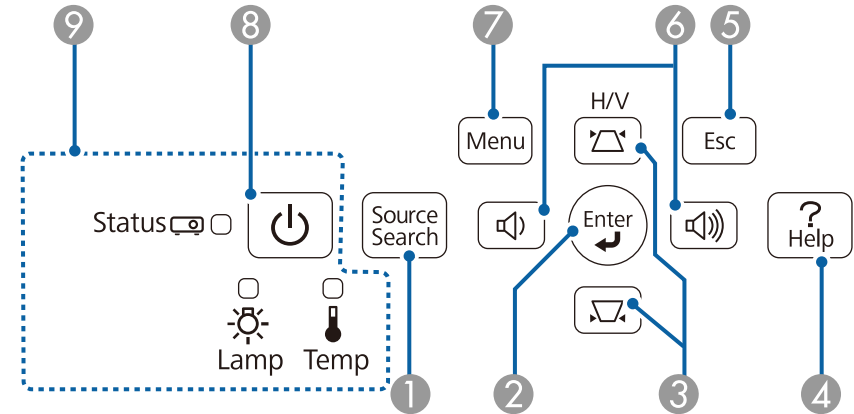 9
8
7
6
5
H/V
Menu
Esc
Status
Source
Search
Enter
?
Help
Lamp
Temp
1
2
3
4